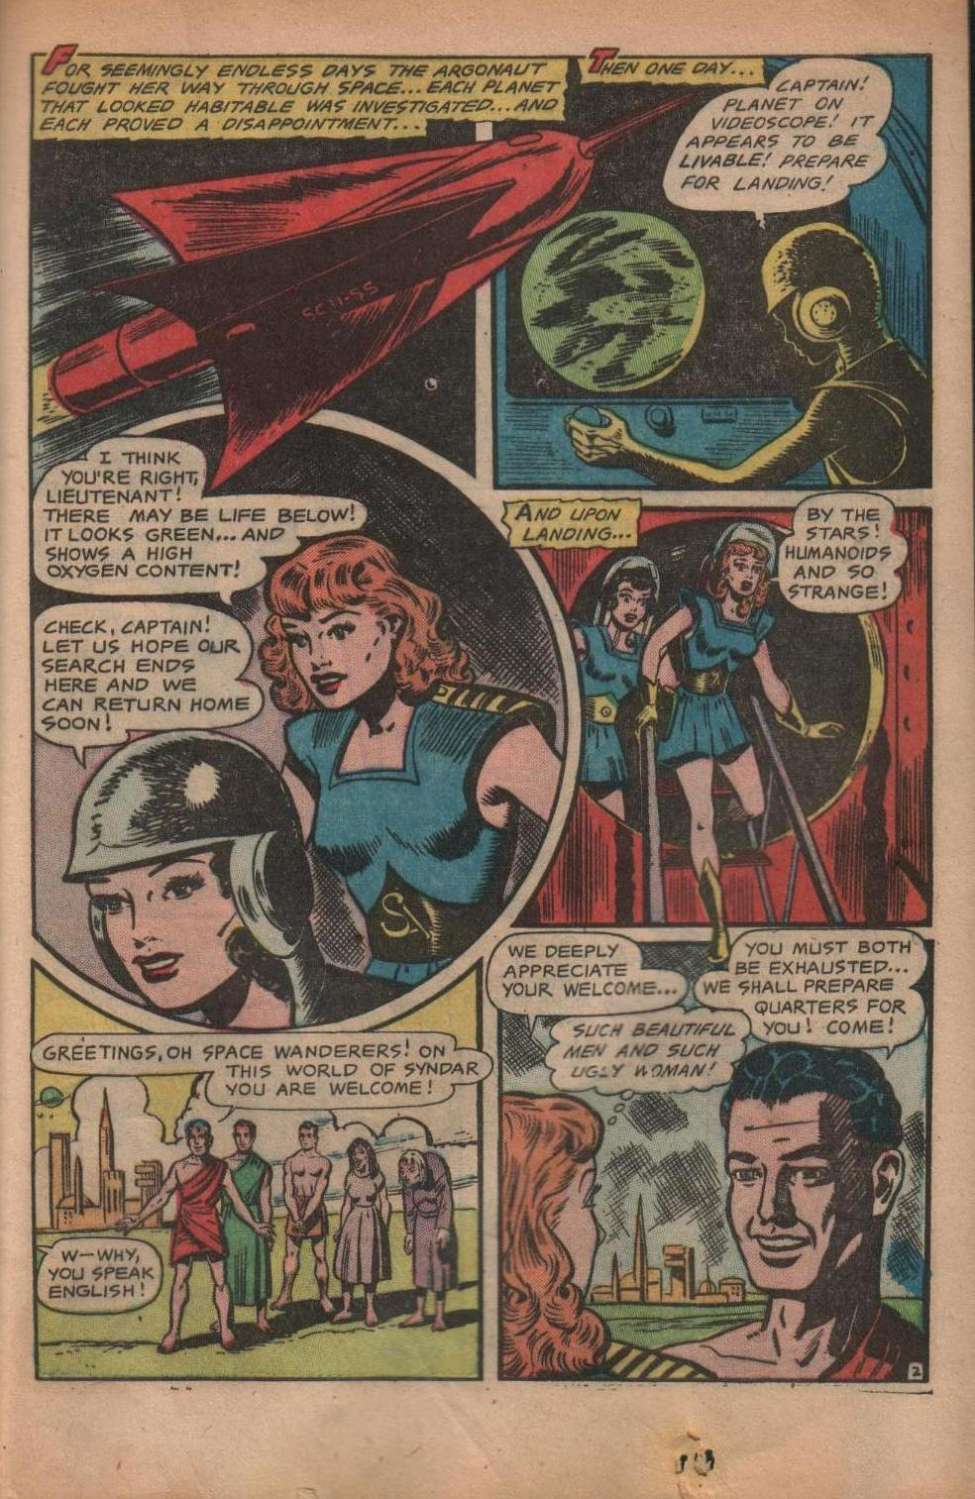 FOR SEEMINGLY ENDLESS DAYS THE ARGONAUT
FOUGHT HER WAY THROUGH SPACE... EACH PLANET
THAT LOOKED HABITABLE WAS INVESTIGATED... AND
EACH PROVED A DISAPPOINTMENT...
SC11-55
THEN ONE DAY...
CAPTAIN!
PLANET ON
VIDEOSCOPE! IT
APPEARS TO BE
LIVABLE! PREPARE
FOR LANDING!
I THINK
YOU'RE RIGHT,
LIEUTENANT!
THERE MAY BE LIFE BELOW!
IT LOOKS GREEN... AND
SHOWS A HIGH
OXYGEN CONTENT!
CHECK, CAPTAIN!
LET US HOPE OUR
SEARCH ENDS
HERE AND WE
CAN RETURN HOME
SOON!
SA
AND UPON
LANDING...
BY THE
STARS!
HUMANOIDS
AND SO
STRANGE!
GREETINGS, OH SPACE WANDERERS! ON
THIS WORLD OF SYNDAR
YOU ARE WELCOME!
W--WHY,
YOU SPEAK
ENGLISH!
WE DEEPLY
APPRECIATE
YOUR WELCOME...
SUCH BEAUTIFUL
MEN AND SUCH
UGLY WOMAN!
YOU MUST BOTH
BE EXHAUSTED...
WE SHALL PREPARE
QUARTERS FOR
YOU! COME!
2